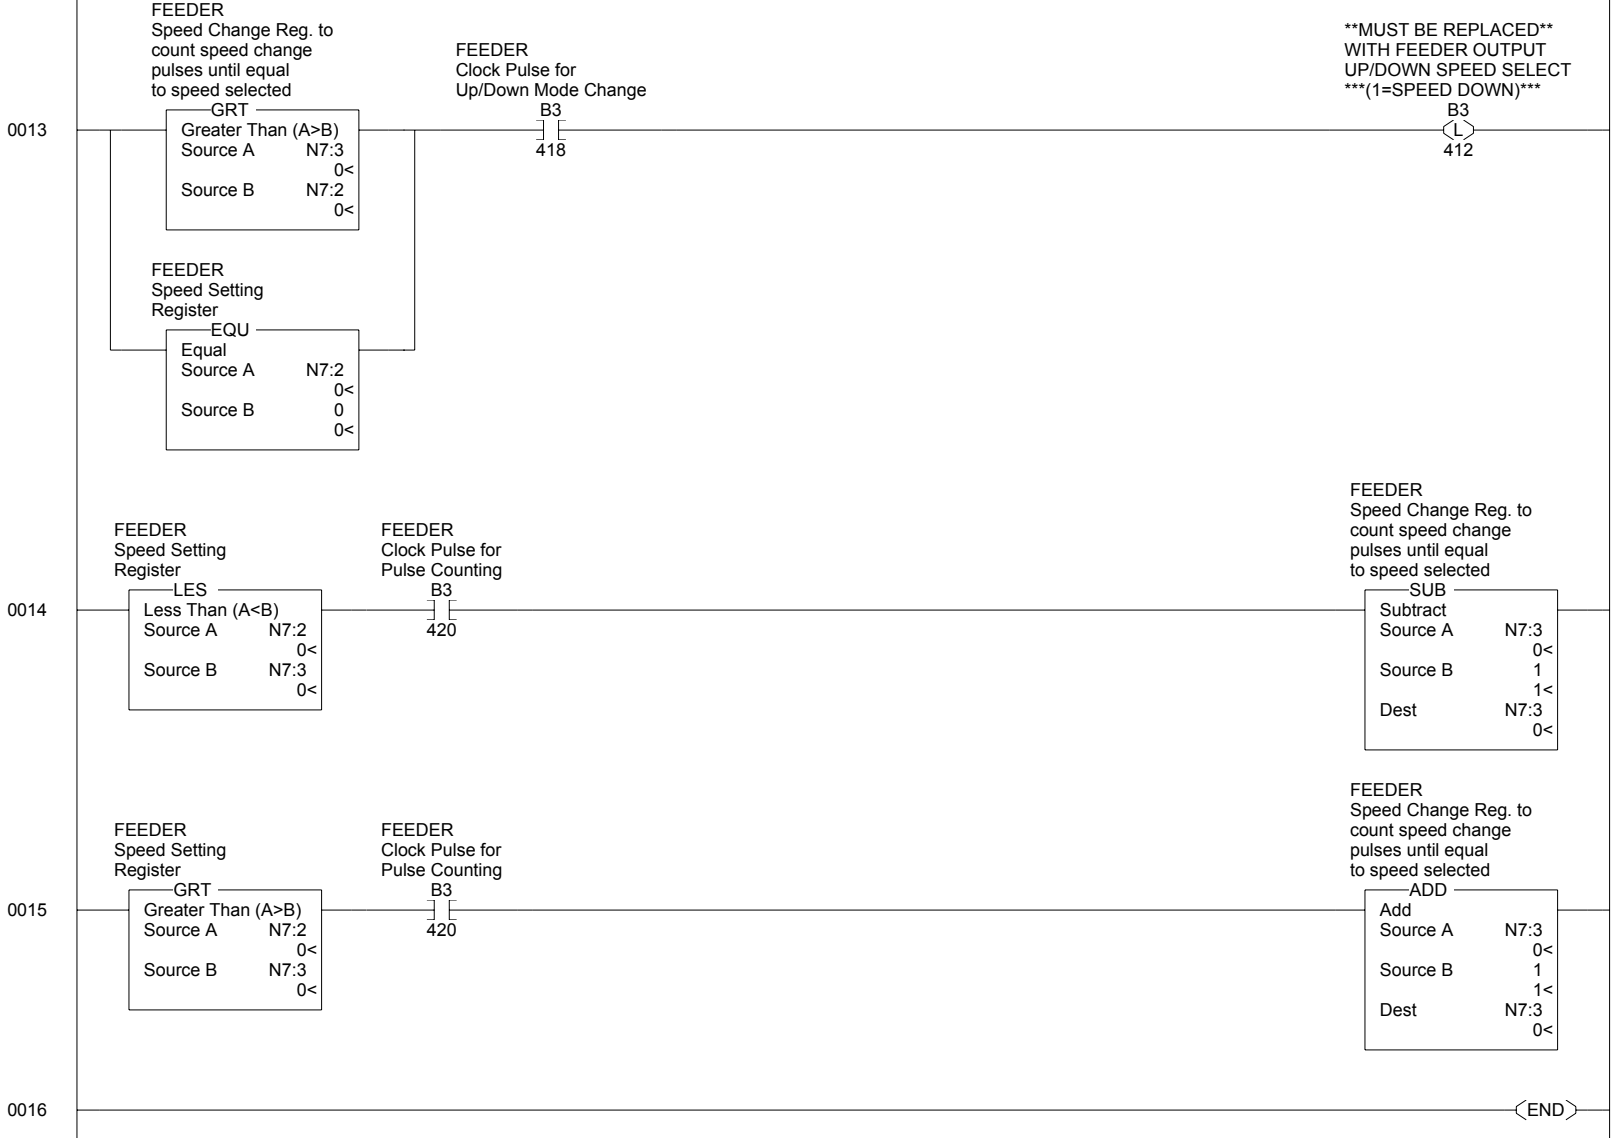 FEEDER
Speed Change Reg. to
count speed change
pulses until equal
to speed selected
GRT
Greater Than (A>B)
Source A N7:3
0<
Source B N7:2
0<
FEEDER
Clock Pulse for
Up/Down Mode Change
B3
418
**MUST BE REPLACED**
WITH FEEDER OUTPUT
UP/DOWN SPEED SELECT
***(1=SPEED DOWN)***
B3
L
412
0013
FEEDER
Speed Setting
Register
EQU
Equal
Source A N7:2
0<
Source B 0
0<
FEEDER
Speed Setting
Register
LES
Less Than (A<B)
Source A N7:2
0<
Source B N7:3
0<
FEEDER
Clock Pulse for
Pulse Counting
B3
420
FEEDER
Speed Change Reg. to
count speed change
pulses until equal
to speed selected
SUB
Subtract
Source A N7:3
0<
Source B 1
1<
Dest N7:3
0<
0014
FEEDER
Speed Setting
Register
GRT
Greater Than (A>B)
Source A N7:2
0<
Source B N7:3
0<
FEEDER
Clock Pulse for
Pulse Counting
B3
420
FEEDER
Speed Change Reg. to
count speed change
pulses until equal
to speed selected
ADD
Add
Source A N7:3
0<
Source B 1
1<
Dest N7:3
0<
0015
0016
END